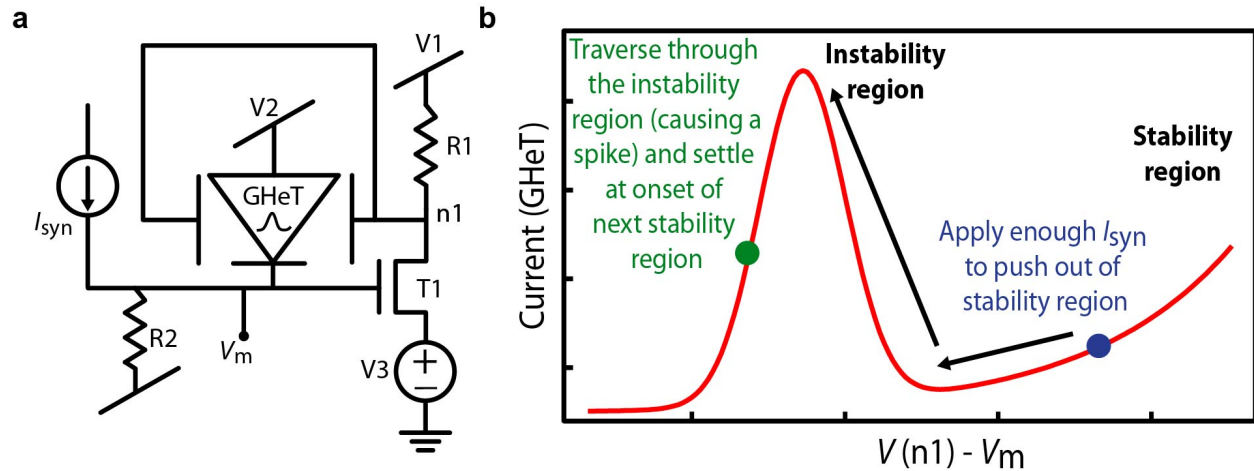 a
V1
V2
R1
GHeT
n1
Isyn
T1
R2
Vm
V3
+
−
b
Traverse through
the instability
region (causing a
spike) and settle
at onset of
next stability
region
Instability
region
Stability
region
Apply enough Isyn
to push out of
stability region
Current (GHeT)
V (n1) - Vm